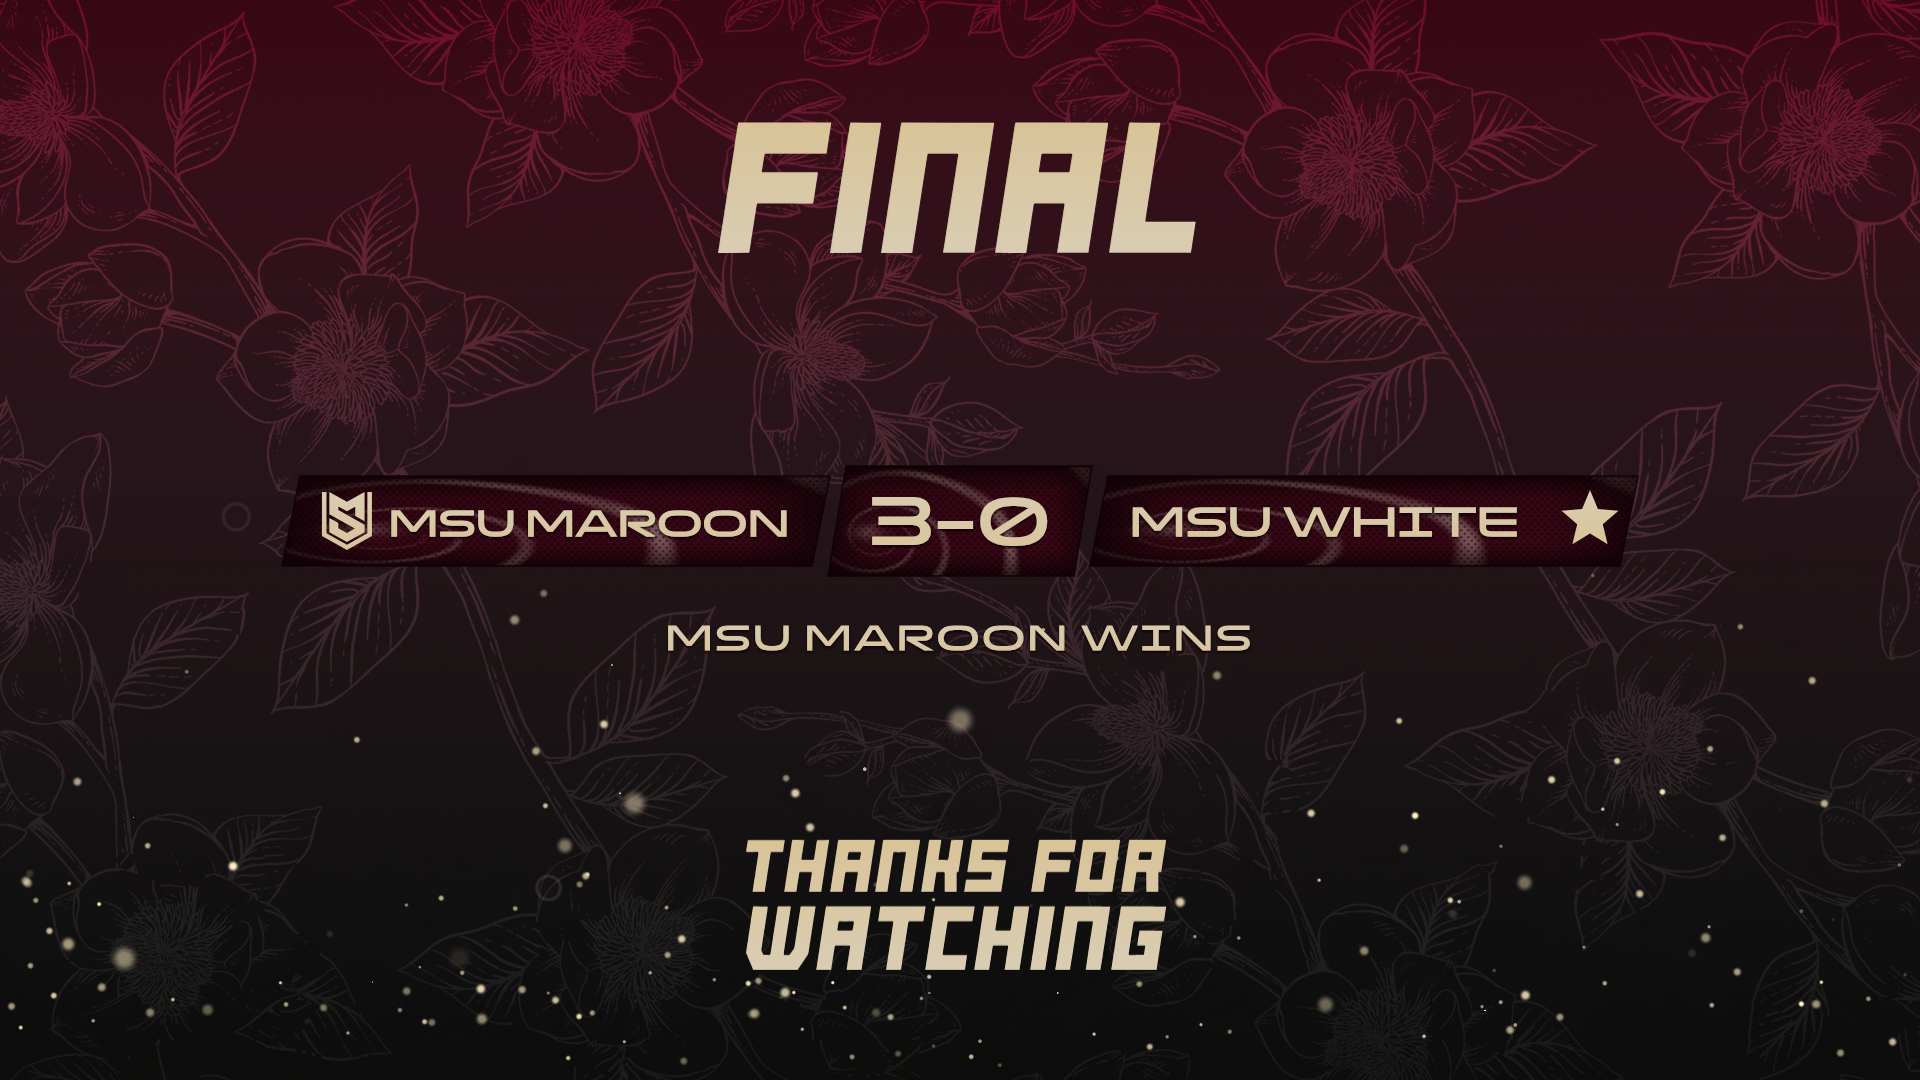 FINAL
MSU MAROON 3-0 MSU WHITE
MSU MAROON WINS
THANKS FOR
WATCHING